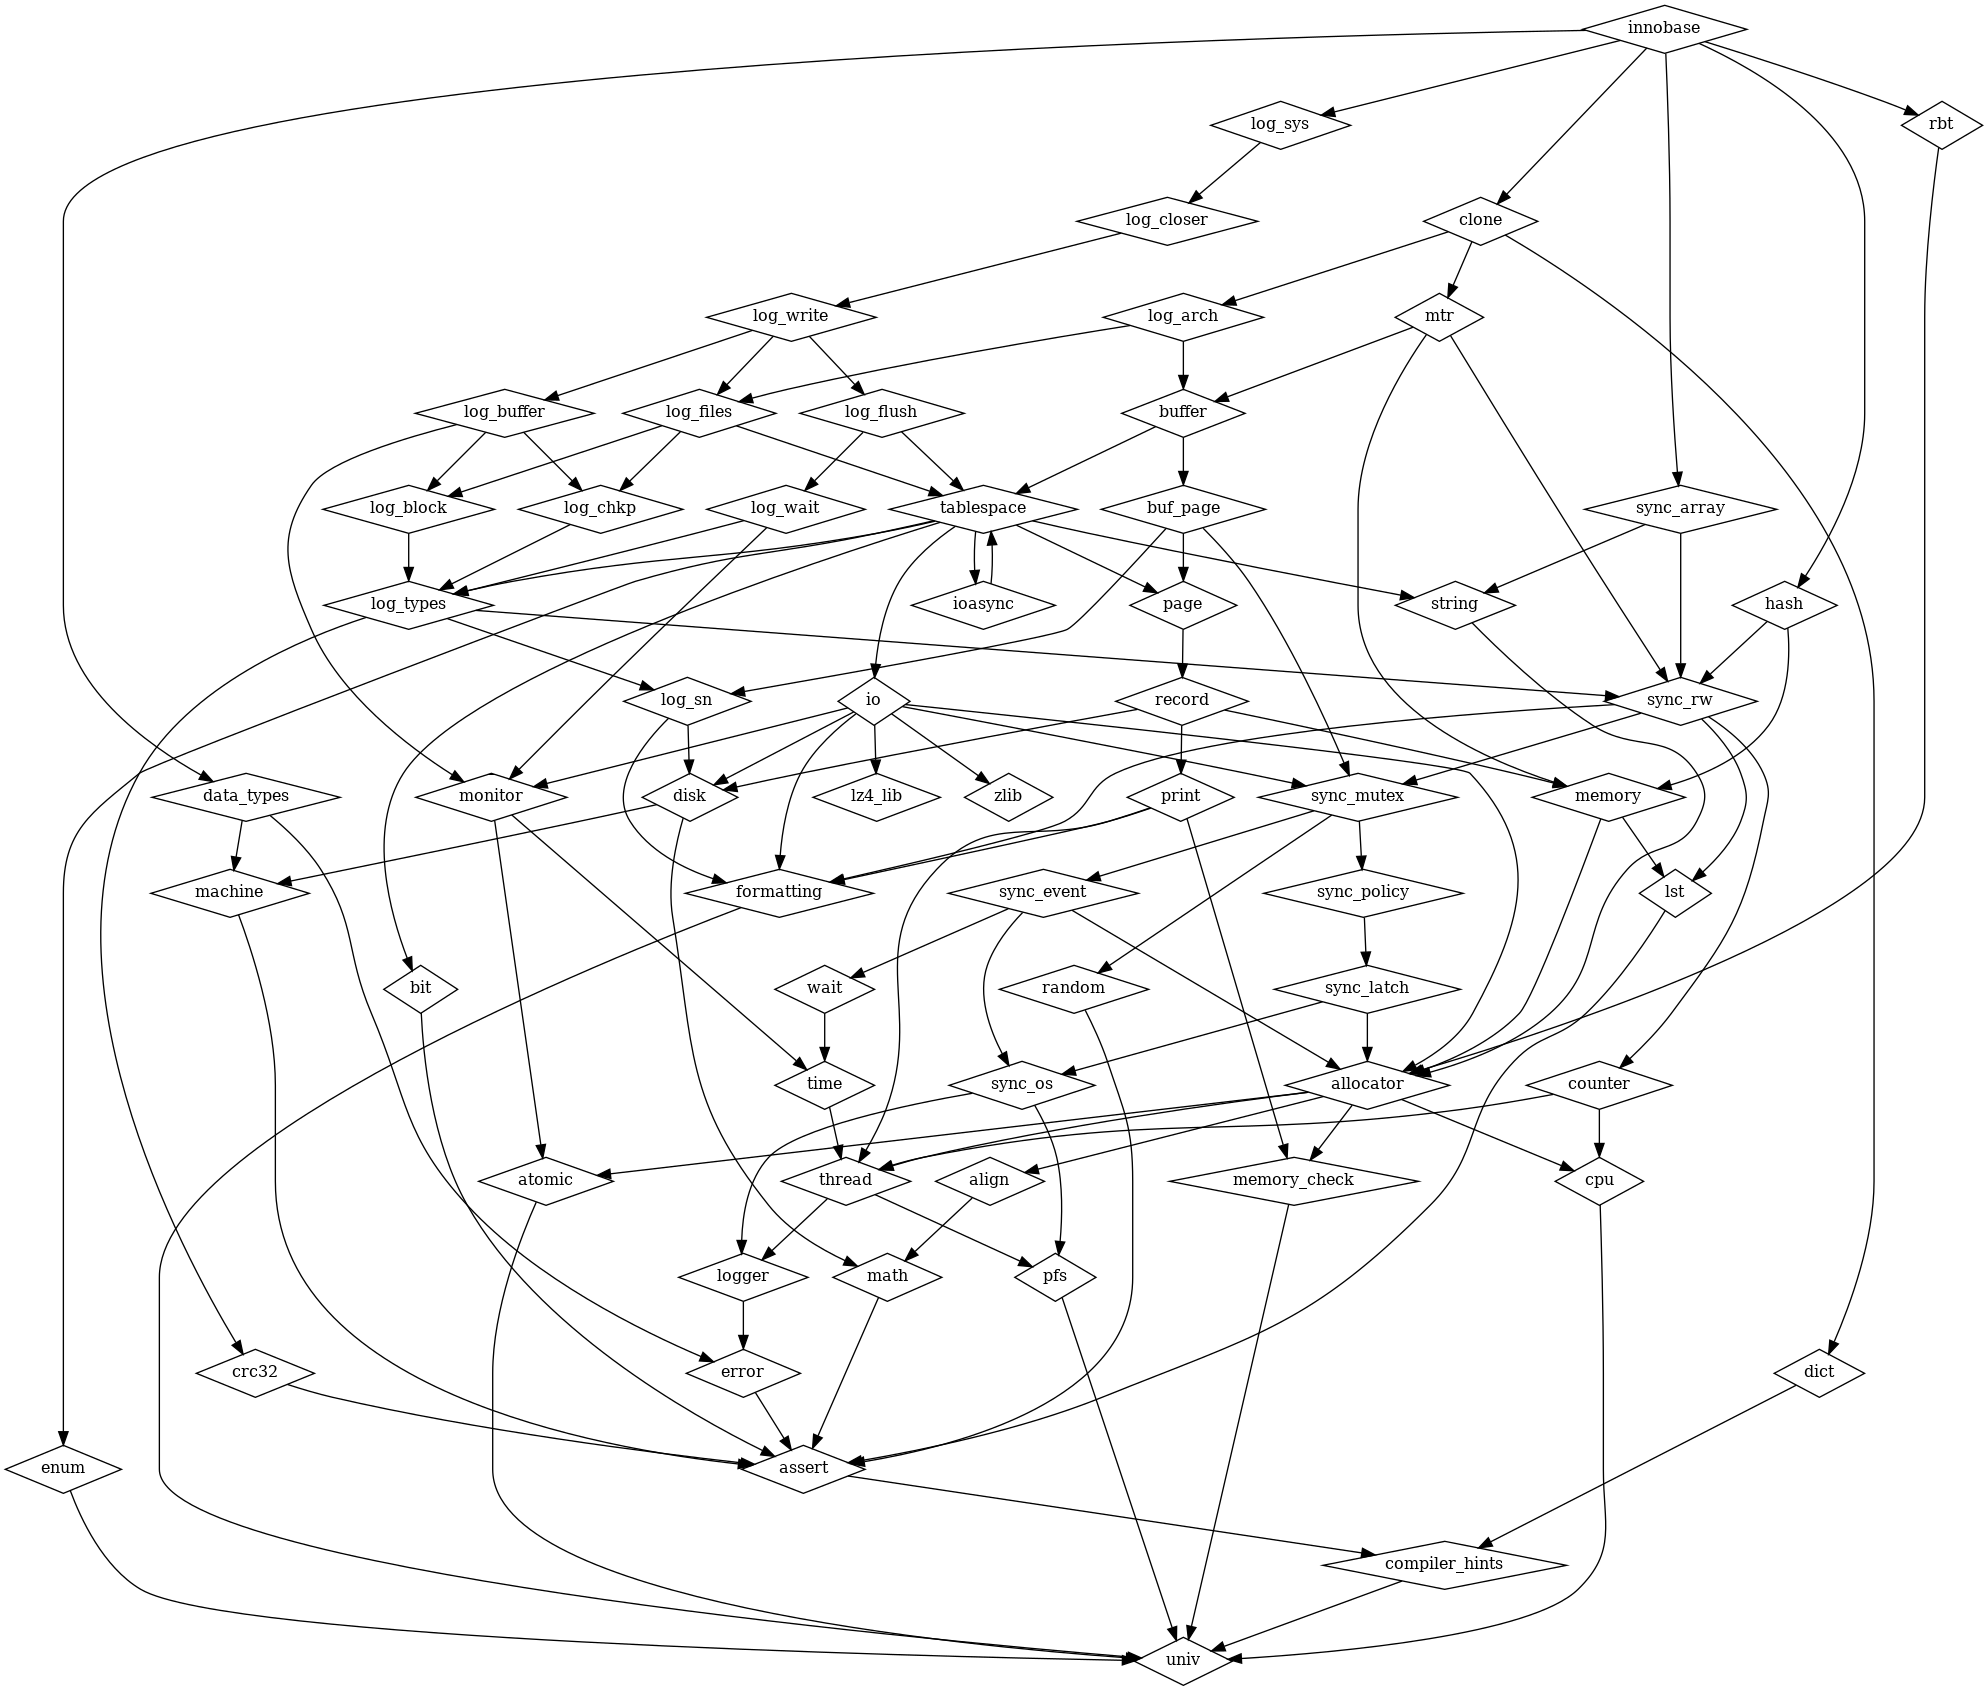 innobase
log_sys
rbt
log_closer
clone
log_write
log_arch
mtr
log_buffer
log_files
log_flush
buffer
log_block
log_chkp
log_wait
tablespace
buf_page
sync_array
log_types
ioasync
page
string
hash
log_sn
io
record
sync_rw
data_types
monitor
disk
lz4_lib
zlib
print
sync_mutex
memory
machine
formatting
sync_event
sync_policy
lst
bit
wait
random
sync_latch
time
sync_os
allocator
counter
atomic
thread
align
memory_check
cpu
logger
math
pfs
crc32
error
dict
enum
assert
compiler_hints
univ